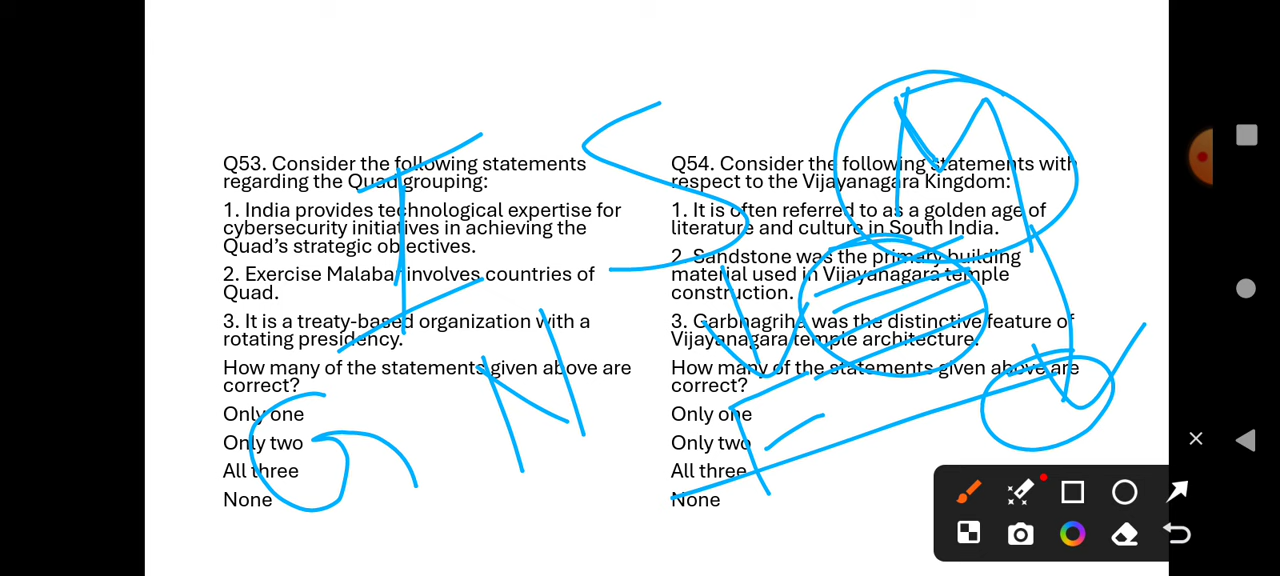 Q53. Consider the following statements
regarding the Quad grouping:
1. India provides technological expertise for
cybersecurity initiatives in achieving the
Quad’s strategic objectives.
2. Exercise Malabar involves countries of
Quad.
3. It is a treaty-based organization with a
rotating presidency.
How many of the statements given above are
correct?
Only one
Only two
All three
None
Q54. Consider the following statements with
respect to the Vijayanagara Kingdom:
1. It is often referred to as a golden age of
literature and culture in South India.
2. Sandstone was the primary building
material used in Vijayanagara temple
construction.
3. Garbhagriha was the distinctive feature of
Vijayanagara temple architecture.
How many of the statements given above are
correct?
Only one
Only two
All three
None